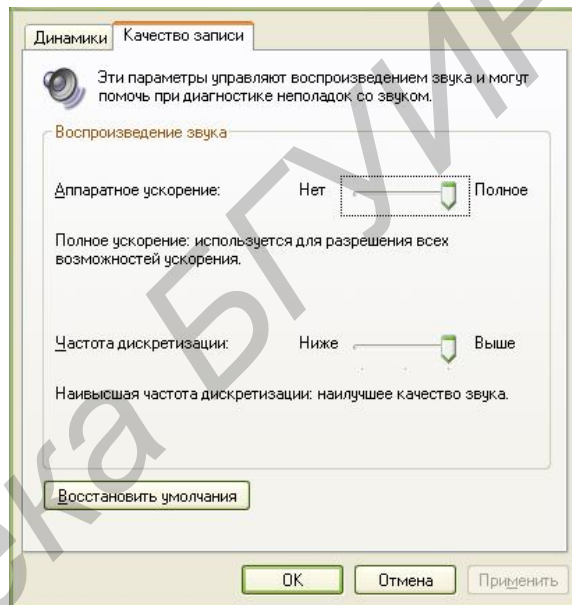 Динамики Качество записи
Эти параметры управляют воспроизведением звука и могут
помочь при диагностике неполадок со звуком.
Воспроизведение звука
Аппаратное ускорение: Нет Полное
Полное ускорение: используется для разрешения всех
возможностей ускорения.
Частота дискретизации: Ниже Выше
Наивысшая частота дискретизации: наилучшее качество звука.
Восстановить умолчания
OK Отмена Применить
БГУИР